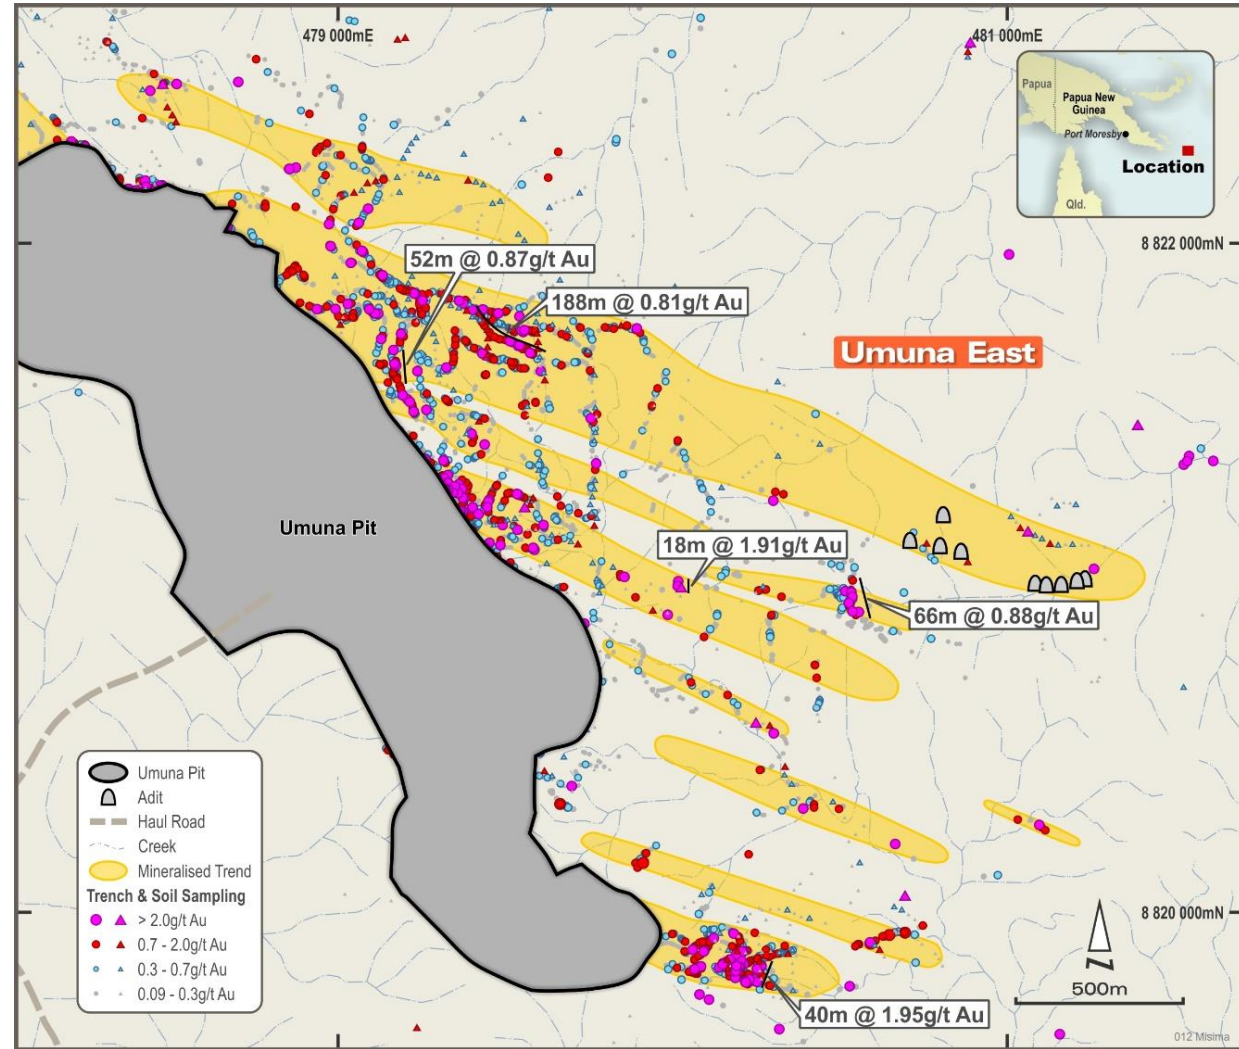 479 000mE
481 000mE
Papua
Papua New
Guinea
Port Moresby
Location
Qld.
8 822 000mN
52m @ 0.87g/t Au
188m @ 0.81g/t Au
Umuna East
Umuna Pit
18m @ 1.91g/t Au
66m @ 0.88g/t Au
Umuna Pit
Adit
Haul Road
Creek
Mineralised Trend
Trench & Soil Sampling
> 2.0g/t Au
0.7 - 2.0g/t Au
0.3 - 0.7g/t Au
0.09 - 0.3g/t Au
8 820 000mN
N
500m
40m @ 1.95g/t Au
012 Misima